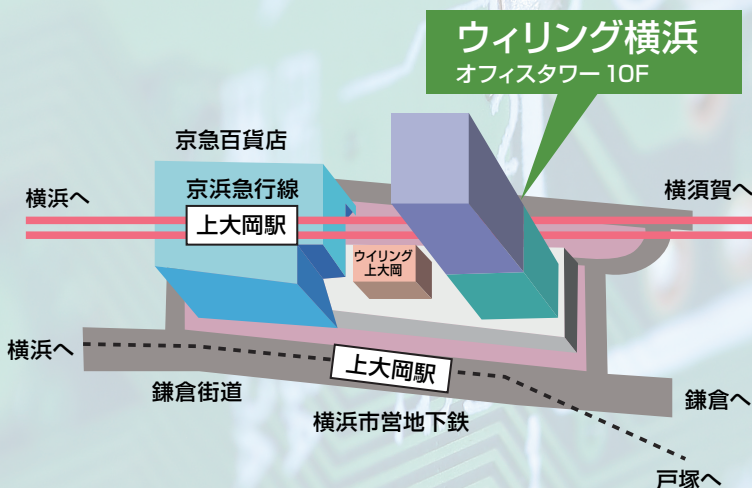 ウィリング横浜
オフィスタワー 10F
京急百貨店
京浜急行線
横浜へ
横須賀へ
上大岡駅
ウイリング
上大岡
横浜へ
上大岡駅
鎌倉街道
鎌倉へ
横浜市営地下鉄
戸塚へ